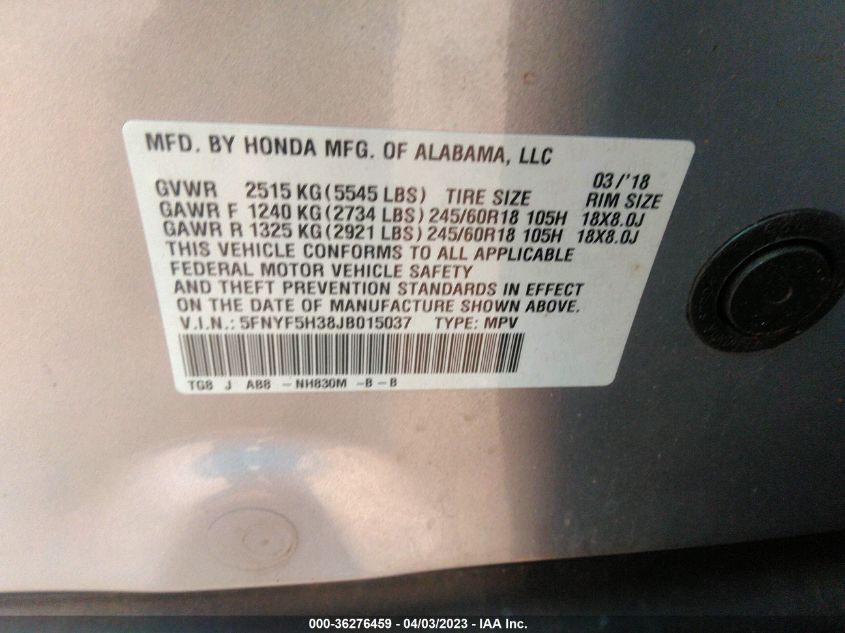 MFD. BY HONDA MFG. OF ALABAMA, LLC
03/'18
GVWR 2515 KG (5545 LBS) TIRE SIZE RIM SIZE
GAWR F 1240 KG (2734 LBS) 245/60R18 105H 18X8.0J
GAWR R 1325 KG (2921 LBS) 245/60R18 105H 18X8.0J
THIS VEHICLE CONFORMS TO ALL APPLICABLE
FEDERAL MOTOR VEHICLE SAFETY
AND THEFT PREVENTION STANDARDS IN EFFECT
ON THE DATE OF MANUFACTURE SHOWN ABOVE.
V.I.N.: 5FNYF5H38JB015037 TYPE: MPV
TG8 J A88 -NH830M -B-B
000-36276459 - 04/03/2023 - IAA Inc.